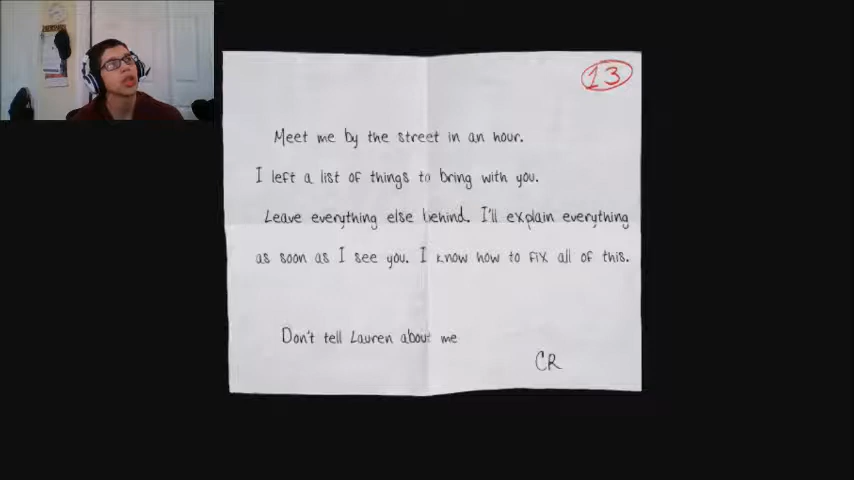 13
Meet me by the street in an hour.
I left a list of things to bring with you.
Leave everything else behind. I'll explain everything
as soon as I see you. I know how to fix all of this.
Don't tell Lauren about me
CR